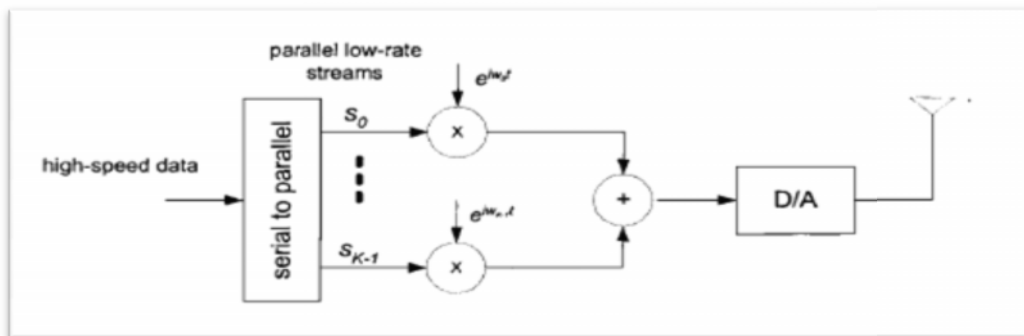 parallel low-rate
streams
high-speed data
serial to parallel
S0
SK-1
x
x
+
D/A